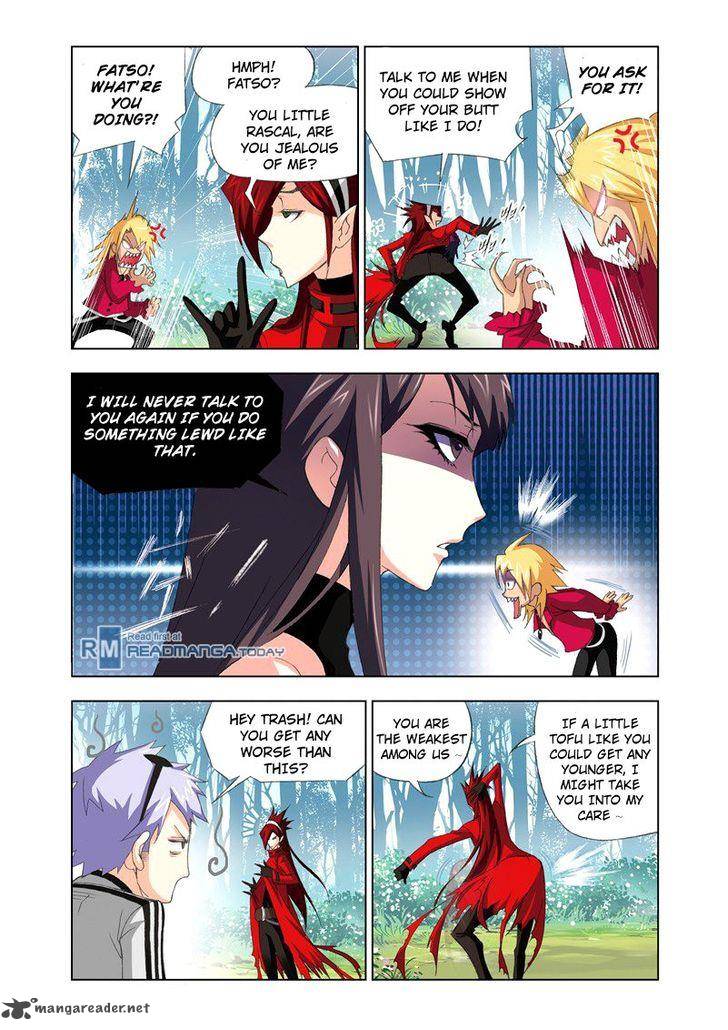 FATSO!
WHAT'RE
YOU
DOING?!
HMPH!
FATSO?
YOU LITTLE
RASCAL, ARE
YOU JEALOUS
OF ME?
TALK TO ME WHEN
YOU COULD SHOW
OFF YOUR BUTT
LIKE I DO!
YOU ASK
FOR IT!
I WILL NEVER TALK TO
YOU AGAIN IF YOU DO
SOMETHING LEWD LIKE
THAT.
RM
Read first at
READMANGA.TODAY
HEY TRASH! CAN
YOU GET ANY
WORSE THAN
THIS?
YOU ARE
THE WEAKEST
AMONG US ~
IF A LITTLE
TOFU LIKE YOU
COULD GET ANY
YOUNGER, I
MIGHT TAKE
YOU INTO MY
CARE ~
mangareader.net